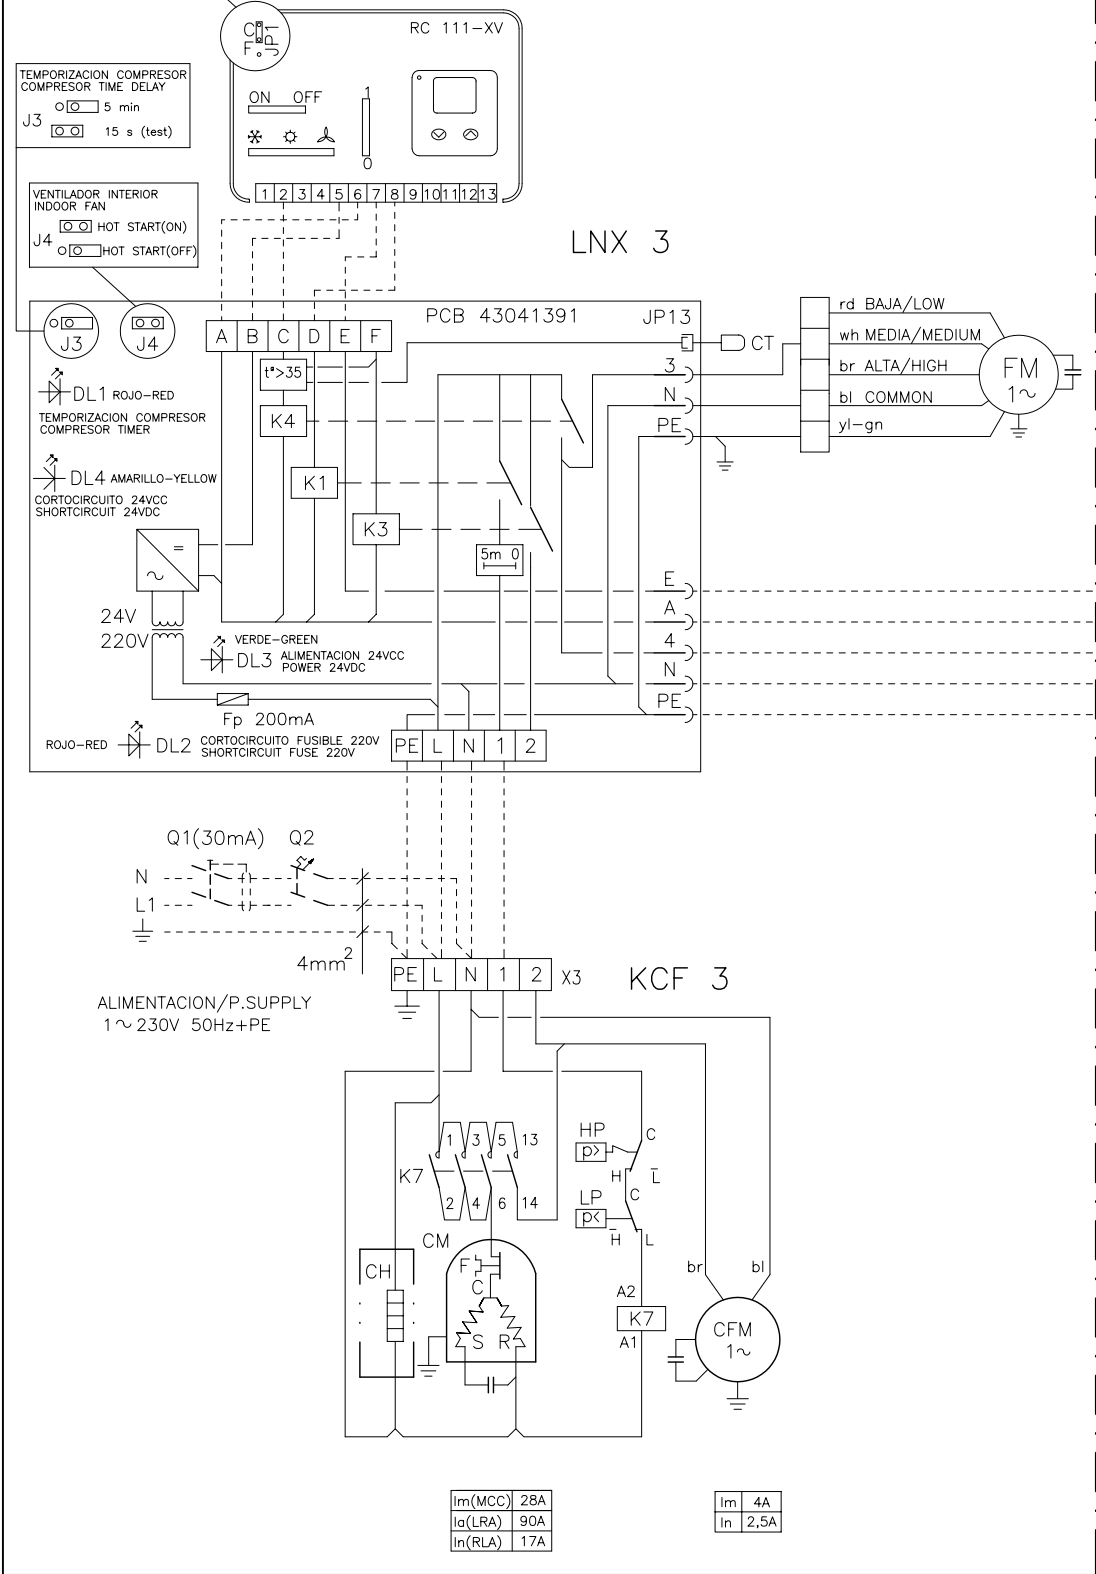 C
F
JP1
RC 111-XV
ON OFF
1
0
1 2 3 4 5 6 7 8 9 10 11 12 13
TEMPORIZACION COMPRESOR
COMPRESOR TIME DELAY
J3
5 min
15 s (test)
VENTILADOR INTERIOR
INDOOR FAN
J4
HOT START(ON)
HOT START(OFF)
LNX 3
J3
J4
A B C D E F
PCB 43041391
JP13
CT
rd BAJA/LOW
wh MEDIA/MEDIUM
br ALTA/HIGH
bl COMMON
yl-gn
FM
1~
3
N
PE
tª>35
K4
K1
K3
5m 0
DL1 ROJO-RED
TEMPORIZACION COMPRESOR
COMPRESOR TIMER
DL4 AMARILLO-YELLOW
CORTOCIRCUITO 24VCC
SHORTCIRCUIT 24VDC
=
~
24V
220V
VERDE-GREEN
DL3 ALIMENTACION 24VCC
POWER 24VDC
E
A
4
N
PE
Fp 200mA
ROJO-RED DL2 CORTOCIRCUITO FUSIBLE 220V
SHORTCIRCUIT FUSE 220V
PE L N 1 2
Q1(30mA) Q2
N
L1
4mm2
ALIMENTACION/P.SUPPLY
1~230V 50Hz+PE
PE L N 1 2 X3
KCF 3
1 3 5 13
K7
2 4 6 14
HP
p>
C
H L
LP
p<
C
H L
CM
F
C
S R
CH
A2
K7
A1
br bl
CFM
1~
Im(MCC) 28A
Ia(LRA) 90A
In(RLA) 17A
Im 4A
In 2,5A